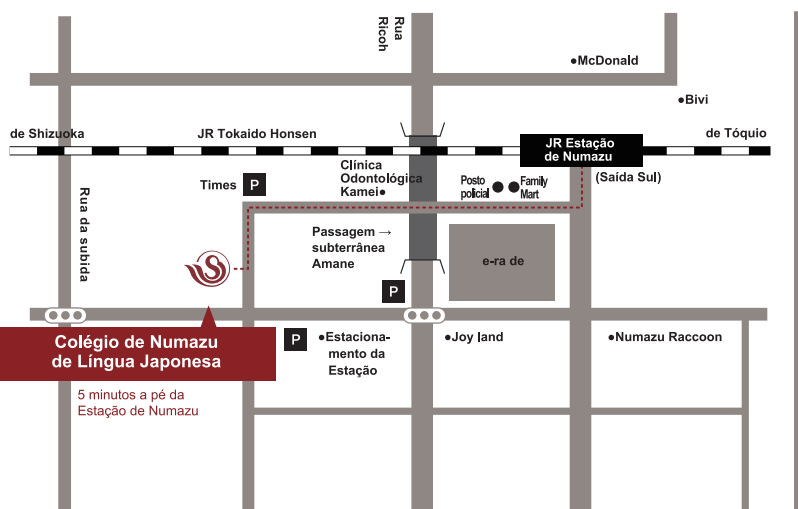 Rua
Ricoh
●McDonald
●Bivi
de Shizuoka
JR Tokaido Honsen
JR Estação
de Numazu
de Tóquio
(Saída Sul)
Clínica
Odontológica
Kamei●
Times P
Posto
policial
Family
Mart
Rua da subida
Passagem →
subterrânea
Amane
e-ra de
P
S
Colégio de Numazu
de Língua Japonesa
P
●Estaciona-
mento da
Estação
●Joy land
●Numazu Raccoon
5 minutos a pé da
Estação de Numazu